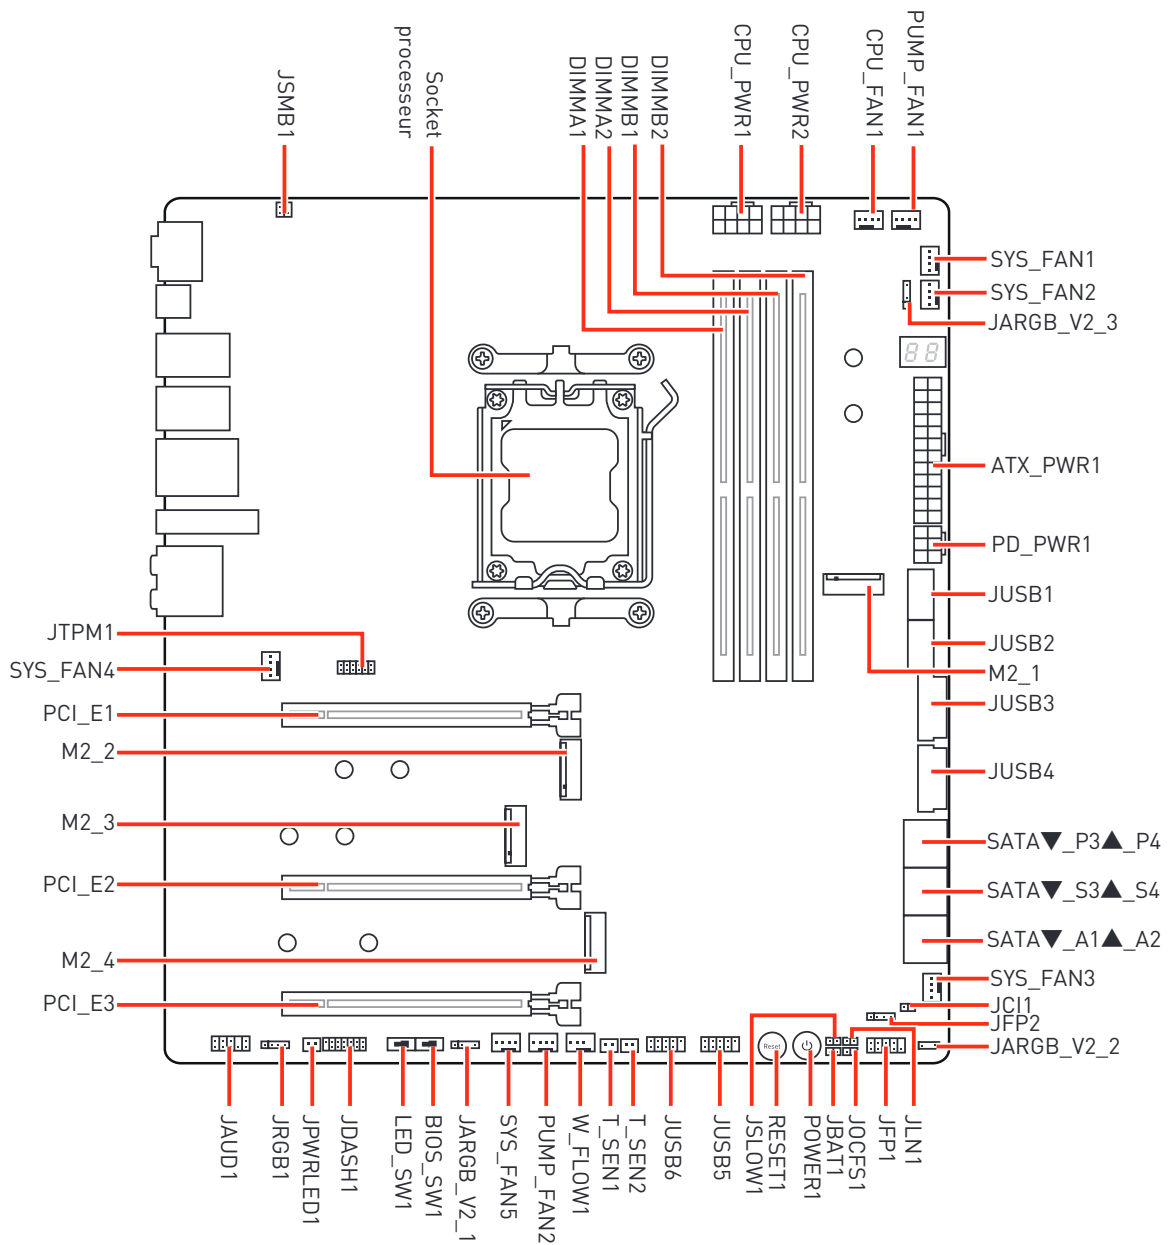 JSMB1
Socket
processeur
DIMMA1
DIMMA2
DIMMB1
DIMMB2
CPU_PWR1
CPU_PWR2
CPU_FAN1
PUMP_FAN1
SYS_FAN1
SYS_FAN2
JARGB_V2_3
88
ATX_PWR1
PD_PWR1
JUSB1
JUSB2
M2_1
JUSB3
JUSB4
SATA▼_P3▲_P4
SATA▼_S3▲_S4
SATA▼_A1▲_A2
SYS_FAN3
JCI1
JFP2
JARGB_V2_2
JTPM1
SYS_FAN4
PCI_E1
M2_2
M2_3
PCI_E2
M2_4
PCI_E3
Reset
JAUD1
JRGB1
JPWRLED1
JDASH1
LED_SW1
BIOS_SW1
JARGB_V2_1
SYS_FAN5
PUMP_FAN2
W_FLOW1
T_SEN1
T_SEN2
JUSB6
JUSB5
JSLOW1
RESET1
POWER1
JBAT1
JOCFS1
JFP1
JLN1